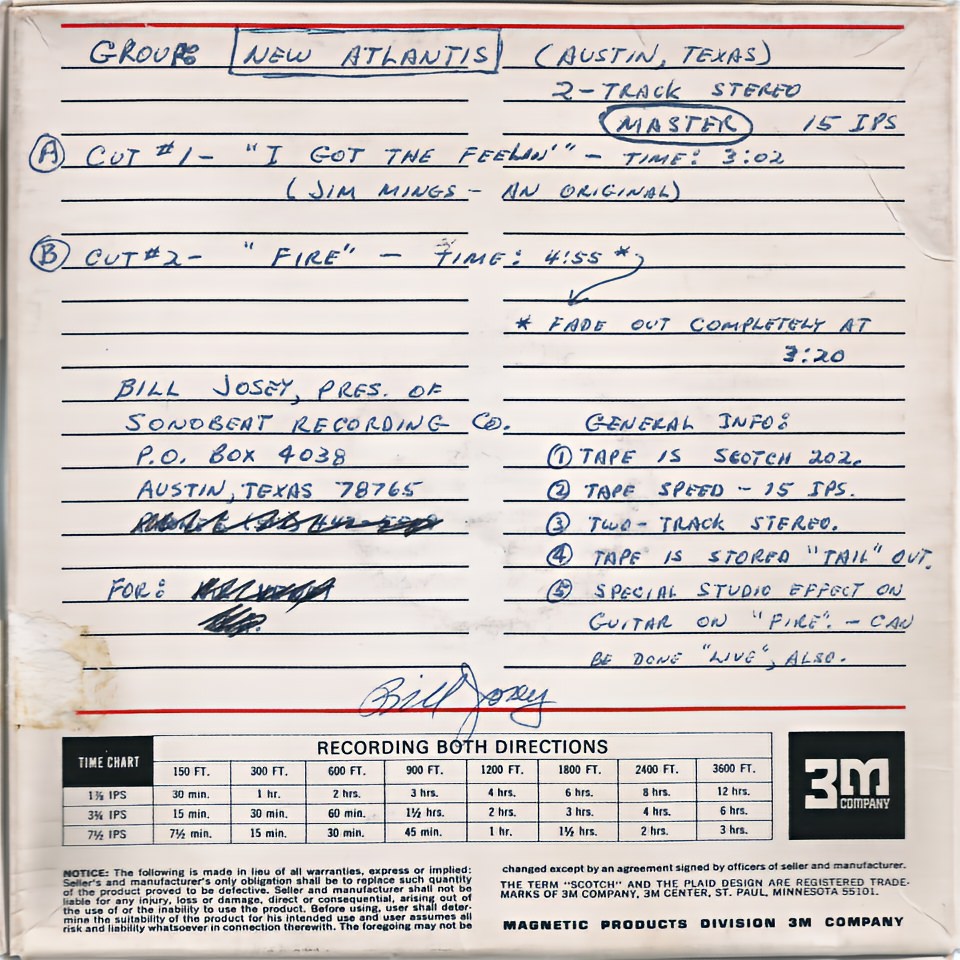 GROUP: NEW ATLANTIS (AUSTIN, TEXAS)
2-TRACK STEREO
MASTER 15 IPS
A CUT #1- "I GOT THE FEELIN'" - TIME: 3:02
(JIM MINGS - AN ORIGINAL)
B CUT #2- "FIRE" - TIME: 4:55 *
* FADE OUT COMPLETELY AT
3:20
BILL JOSEY, PRES. OF
SONOBEAT RECORDING CO.
P.O. BOX 4038
AUSTIN, TEXAS 78765
FOR:
GENERAL INFO:
1 TAPE IS SCOTCH 202.
2 TAPE SPEED - 15 IPS.
3 TWO-TRACK STEREO.
4 TAPE IS STORED "TAIL" OUT.
5 SPECIAL STUDIO EFFECT ON
GUITAR ON "FIRE". - CAN
BE DONE "LIVE", ALSO.
Bill Josey
RECORDING BOTH DIRECTIONS
TIME CHART 150 FT. 300 FT. 600 FT. 900 FT. 1200 FT. 1800 FT. 2400 FT. 3600 FT.
1⅞ IPS 30 min. 1 hr. 2 hrs. 3 hrs. 4 hrs. 6 hrs. 8 hrs. 12 hrs.
3¾ IPS 15 min. 30 min. 60 min. 1½ hrs. 2 hrs. 3 hrs. 4 hrs. 6 hrs.
7½ IPS 7½ min. 15 min. 30 min. 45 min. 1 hr. 1½ hrs. 2 hrs. 3 hrs.
3M
COMPANY
NOTICE: The following is made in lieu of all warranties, express or implied:
Seller's and manufacturer's only obligation shall be to replace such quantity
of the product proved to be defective. Seller and manufacturer shall not be
liable for any injury, loss or damage, direct or consequential, arising out of
the use of or the inability to use the product. Before using, user shall deter-
mine the suitability of the product for his intended use and user assumes all
risk and liability whatsoever in connection therewith. The foregoing may not be
changed except by an agreement signed by officers of seller and manufacturer.
THE TERM "SCOTCH" AND THE PLAID DESIGN ARE REGISTERED TRADE-
MARKS OF 3M COMPANY, 3M CENTER, ST. PAUL, MINNESOTA 55101.
MAGNETIC PRODUCTS DIVISION 3M COMPANY